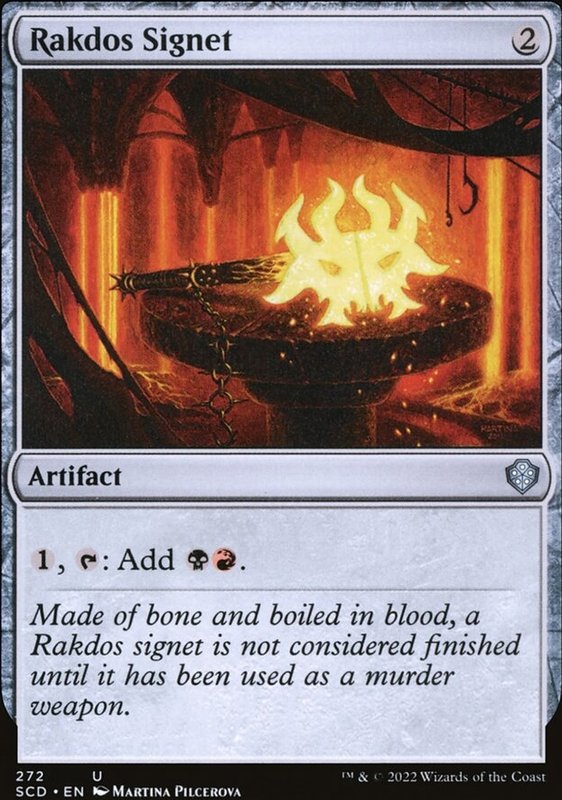 Rakdos Signet 2
MARTINA
2011
Artifact
1, : Add .
Made of bone and boiled in blood, a
Rakdos signet is not considered finished
until it has been used as a murder
weapon.
272 U
SCD • EN Martina Pilcerova
™ & © 2022 Wizards of the Coast